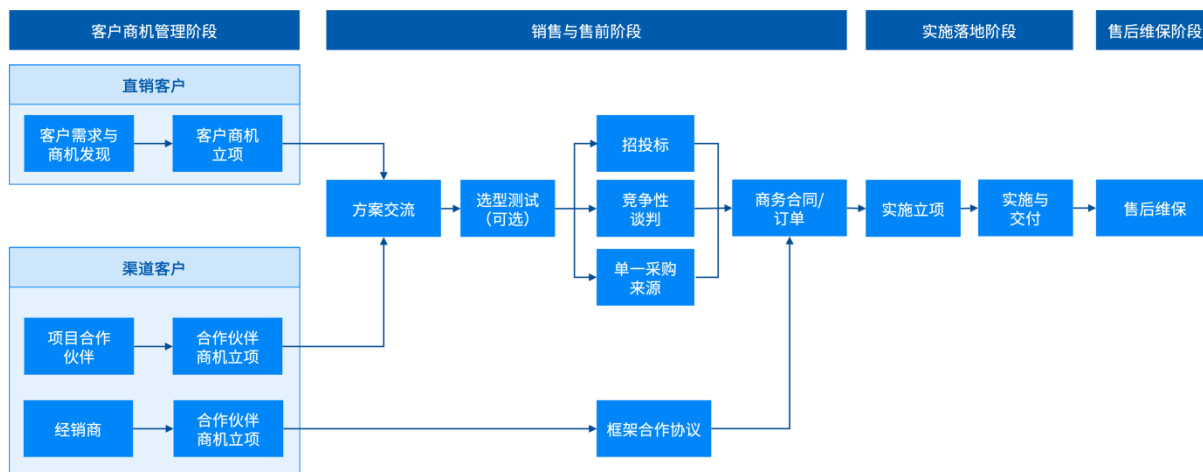 客户商机管理阶段
销售与售前阶段
实施落地阶段
售后维保阶段
直销客户
客户需求与
商机发现
客户商机
立项
招投标
方案交流
选型测试
（可选）
竞争性
谈判
商务合同/
订单
实施立项
实施与
交付
售后维保
单一采购
来源
渠道客户
项目合作
伙伴
合作伙伴
商机立项
经销商
合作伙伴
商机立项
框架合作协议